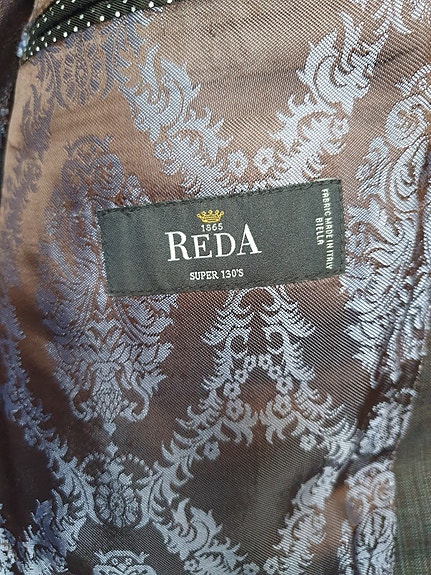 1865
REDA
SUPER 130'S
FABRIC MADE IN ITALY
BIELLA